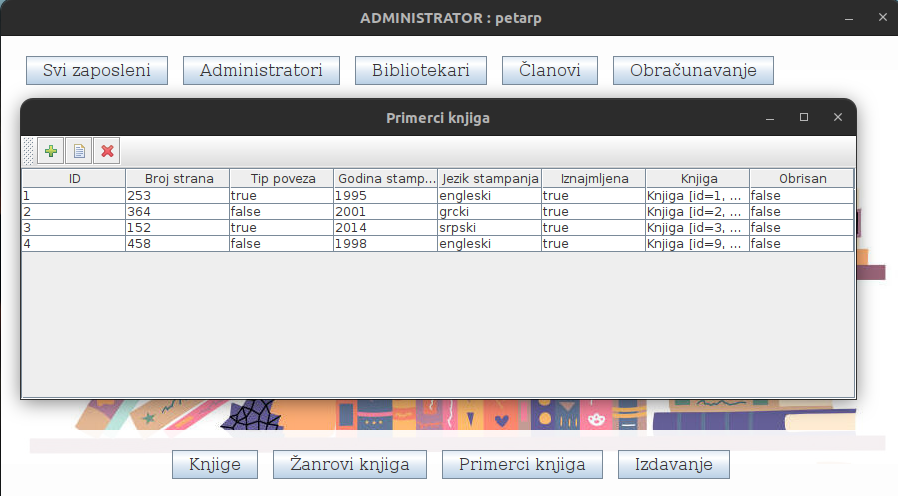 ADMINISTRATOR : petarp
Svi zaposleni Administratori Bibliotekari Članovi Obračunavanje
Primerci knjiga
ID Broj strana Tip poveza Godina stamp... Jezik stampanja Iznajmljena Knjiga Obrisan
1 253 true 1995 engleski true Knjiga [id=1, ... false
2 364 false 2001 grcki true Knjiga [id=2, ... false
3 152 true 2014 srpski true Knjiga [id=3, ... false
4 458 false 1998 engleski true Knjiga [id=9, ... false
Knjige Žanrovi knjiga Primerci knjiga Izdavanje